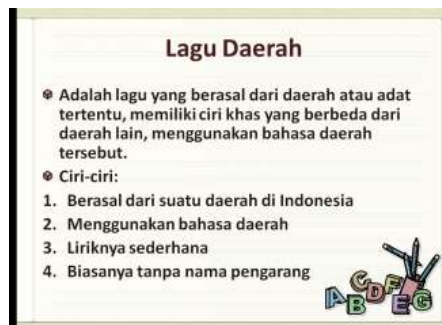 Lagu Daerah
Adalah lagu yang berasal dari daerah atau adat
tertentu, memiliki ciri khas yang berbeda dari
daerah lain, menggunakan bahasa daerah
tersebut.
Ciri-ciri:
1. Berasal dari suatu daerah di Indonesia
2. Menggunakan bahasa daerah
3. Liriknya sederhana
4. Biasanya tanpa nama pengarang
ABCDEFG